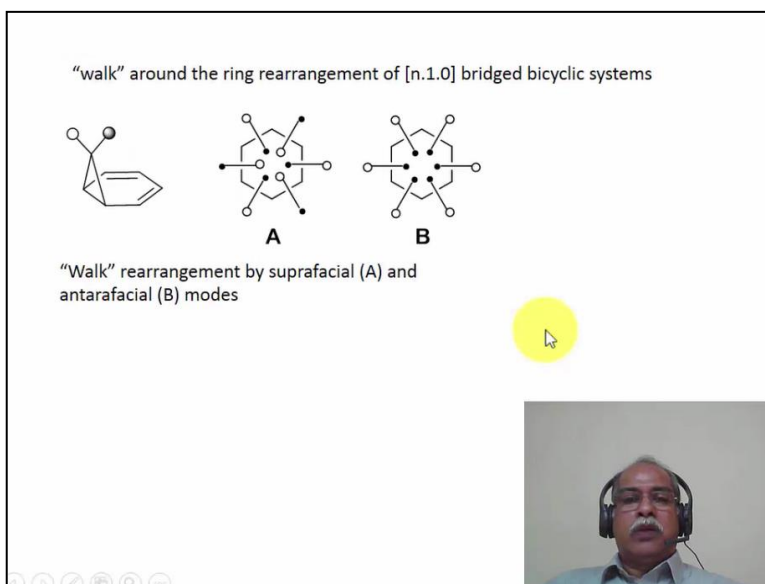 “walk” around the ring rearrangement of [n.1.0] bridged bicyclic systems
A
B
“Walk” rearrangement by suprafacial (A) and
antarafacial (B) modes